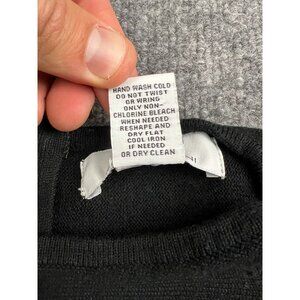 HAND WASH COLD
DO NOT TWIST
OR WRING
ONLY NON-
CHLORINE BLEACH
WHEN NEEDED
RESHAPE AND
DRY FLAT
COOL IRON
IF NEEDED
OR DRY CLEAN